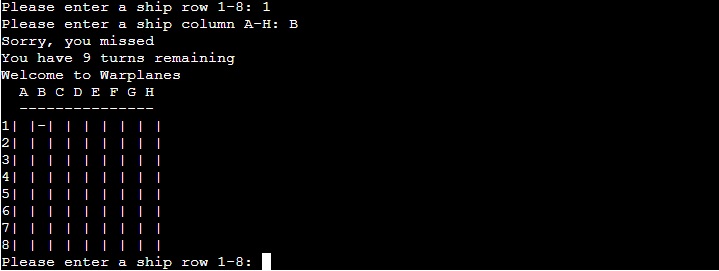 Please enter a ship row 1-8: 1
Please enter a ship column A-H: B
Sorry, you missed
You have 9 turns remaining
Welcome to Warplanes
  A B C D E F G H
  ---------------
1| |-| | | | | | |
2| | | | | | | | |
3| | | | | | | | |
4| | | | | | | | |
5| | | | | | | | |
6| | | | | | | | |
7| | | | | | | | |
8| | | | | | | | |
Please enter a ship row 1-8: